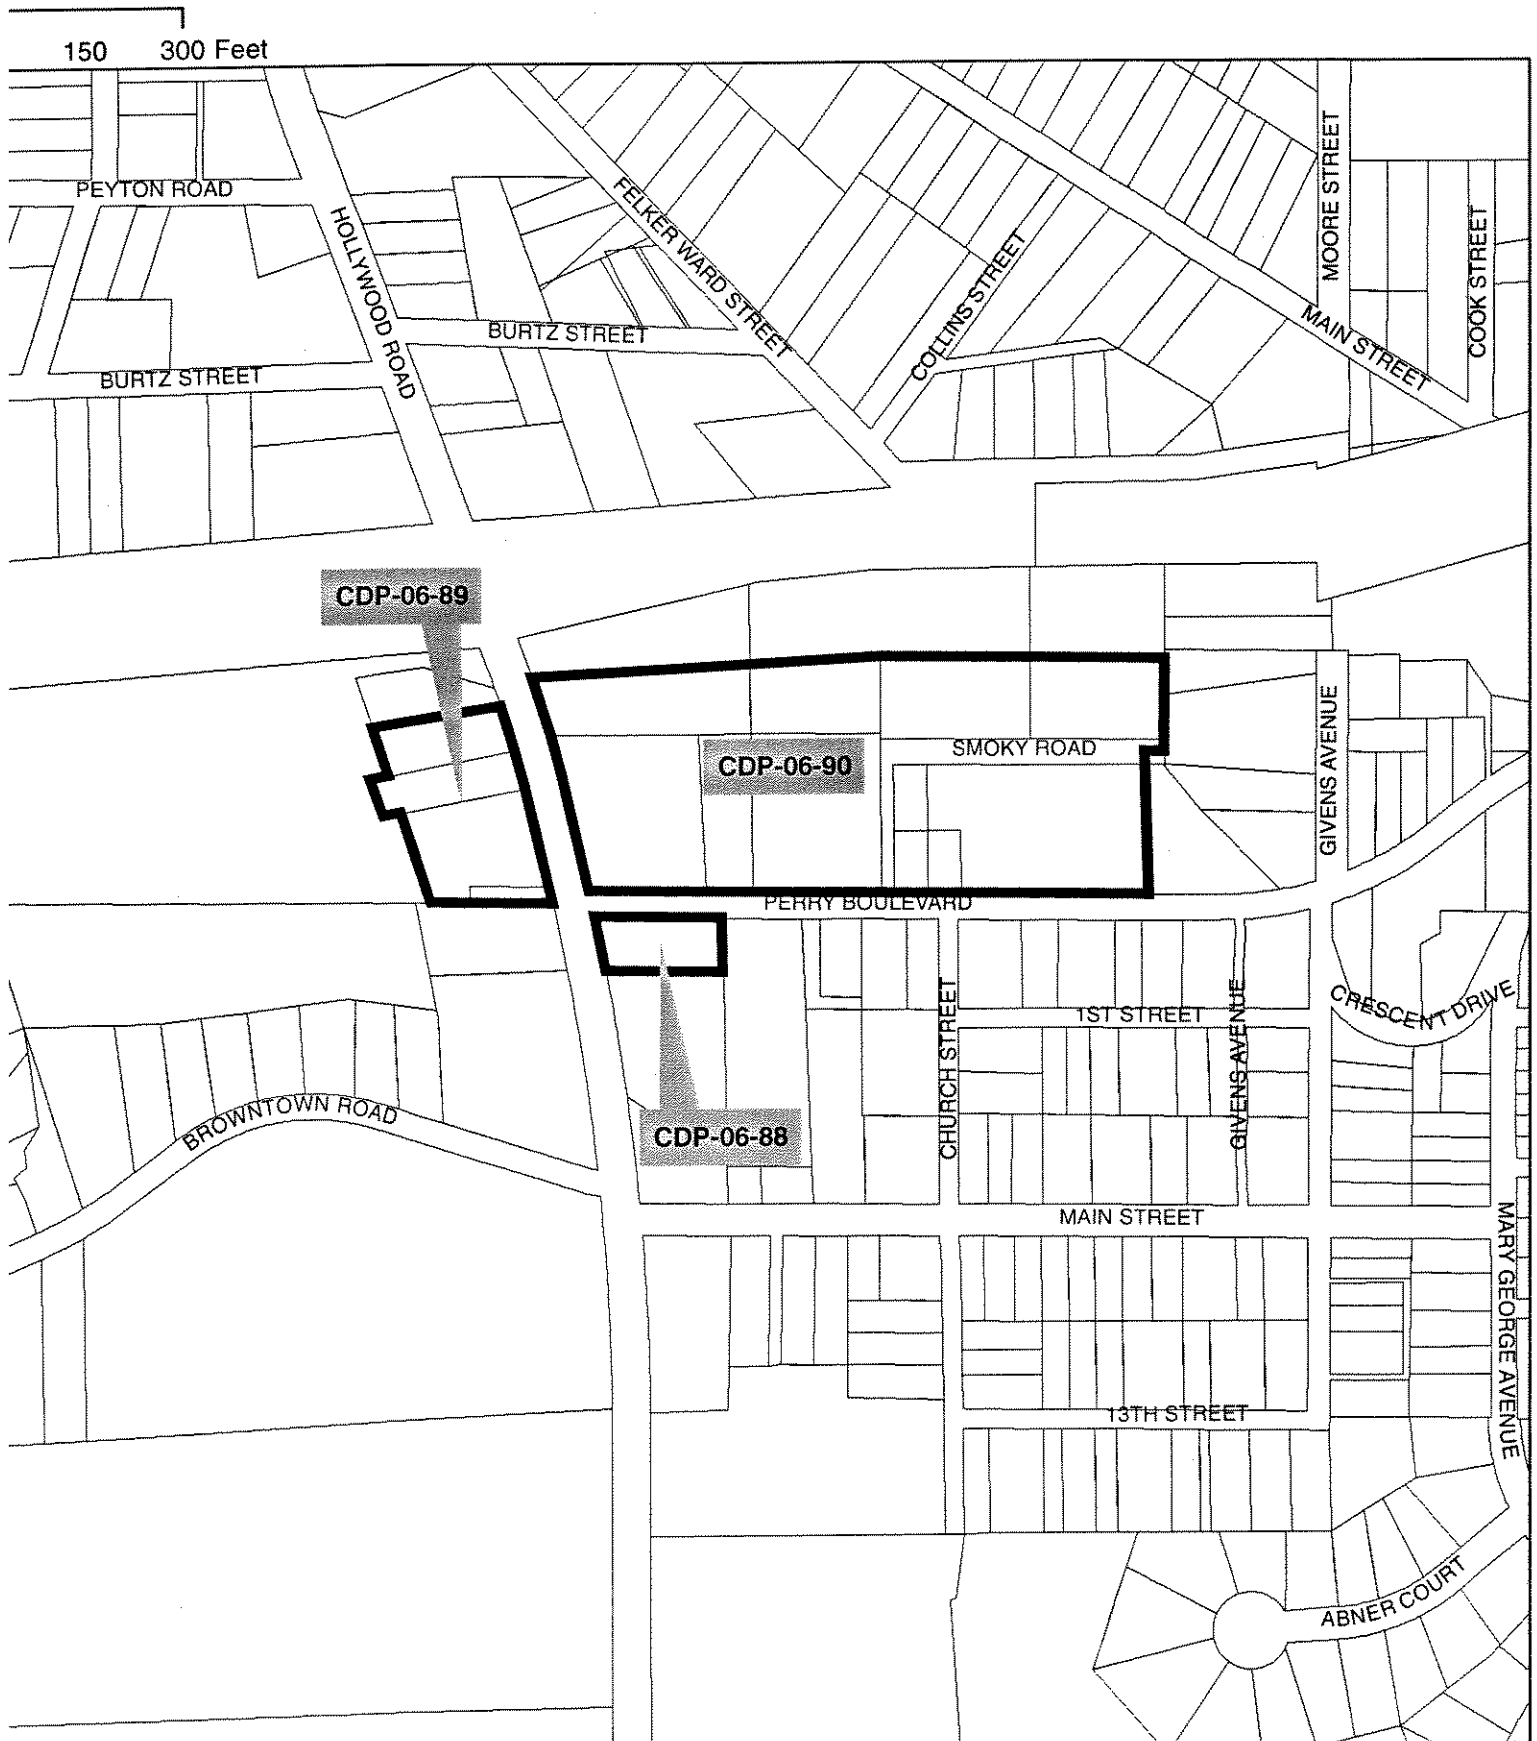 150 300 Feet
PEYTON ROAD
MOORE STREET
HOLLYWOOD ROAD
FELKER WARD STREET
COLLINS STREET
COOK STREET
BURTZ STREET
MAIN STREET
BURTZ STREET
CDP-06-89
GIVENS AVENUE
SMOKY ROAD
CDP-06-90
PERRY BOULEVARD
CRESCENT DRIVE
CHURCH STREET
1ST STREET
GIVENS AVENUE
BROWNTOWN ROAD
CDP-06-88
MAIN STREET
MARY GEORGE AVENUE
13TH STREET
ABNER COURT